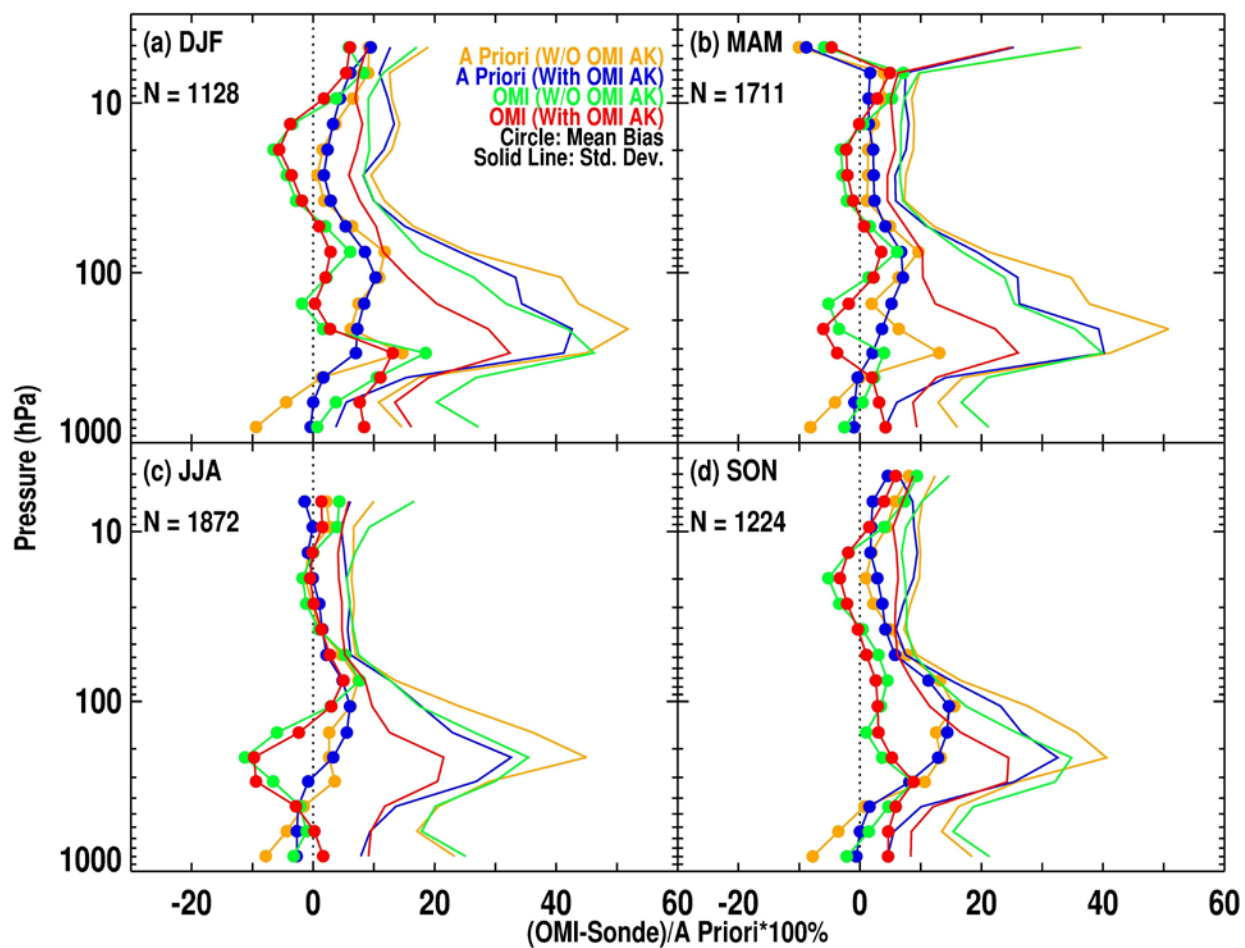 (a) DJF
N = 1128
A Priori (W/O OMI AK)
A Priori (With OMI AK)
OMI (W/O OMI AK)
OMI (With OMI AK)
Circle: Mean Bias
Solid Line: Std. Dev.
(b) MAM
N = 1711
10
100
1000
Pressure (hPa)
(c) JJA
N = 1872
(d) SON
N = 1224
10
100
1000
Pressure (hPa)
-20 0 20 40 60
-20 0 20 40 60
(OMI-Sonde)/A Priori*100%